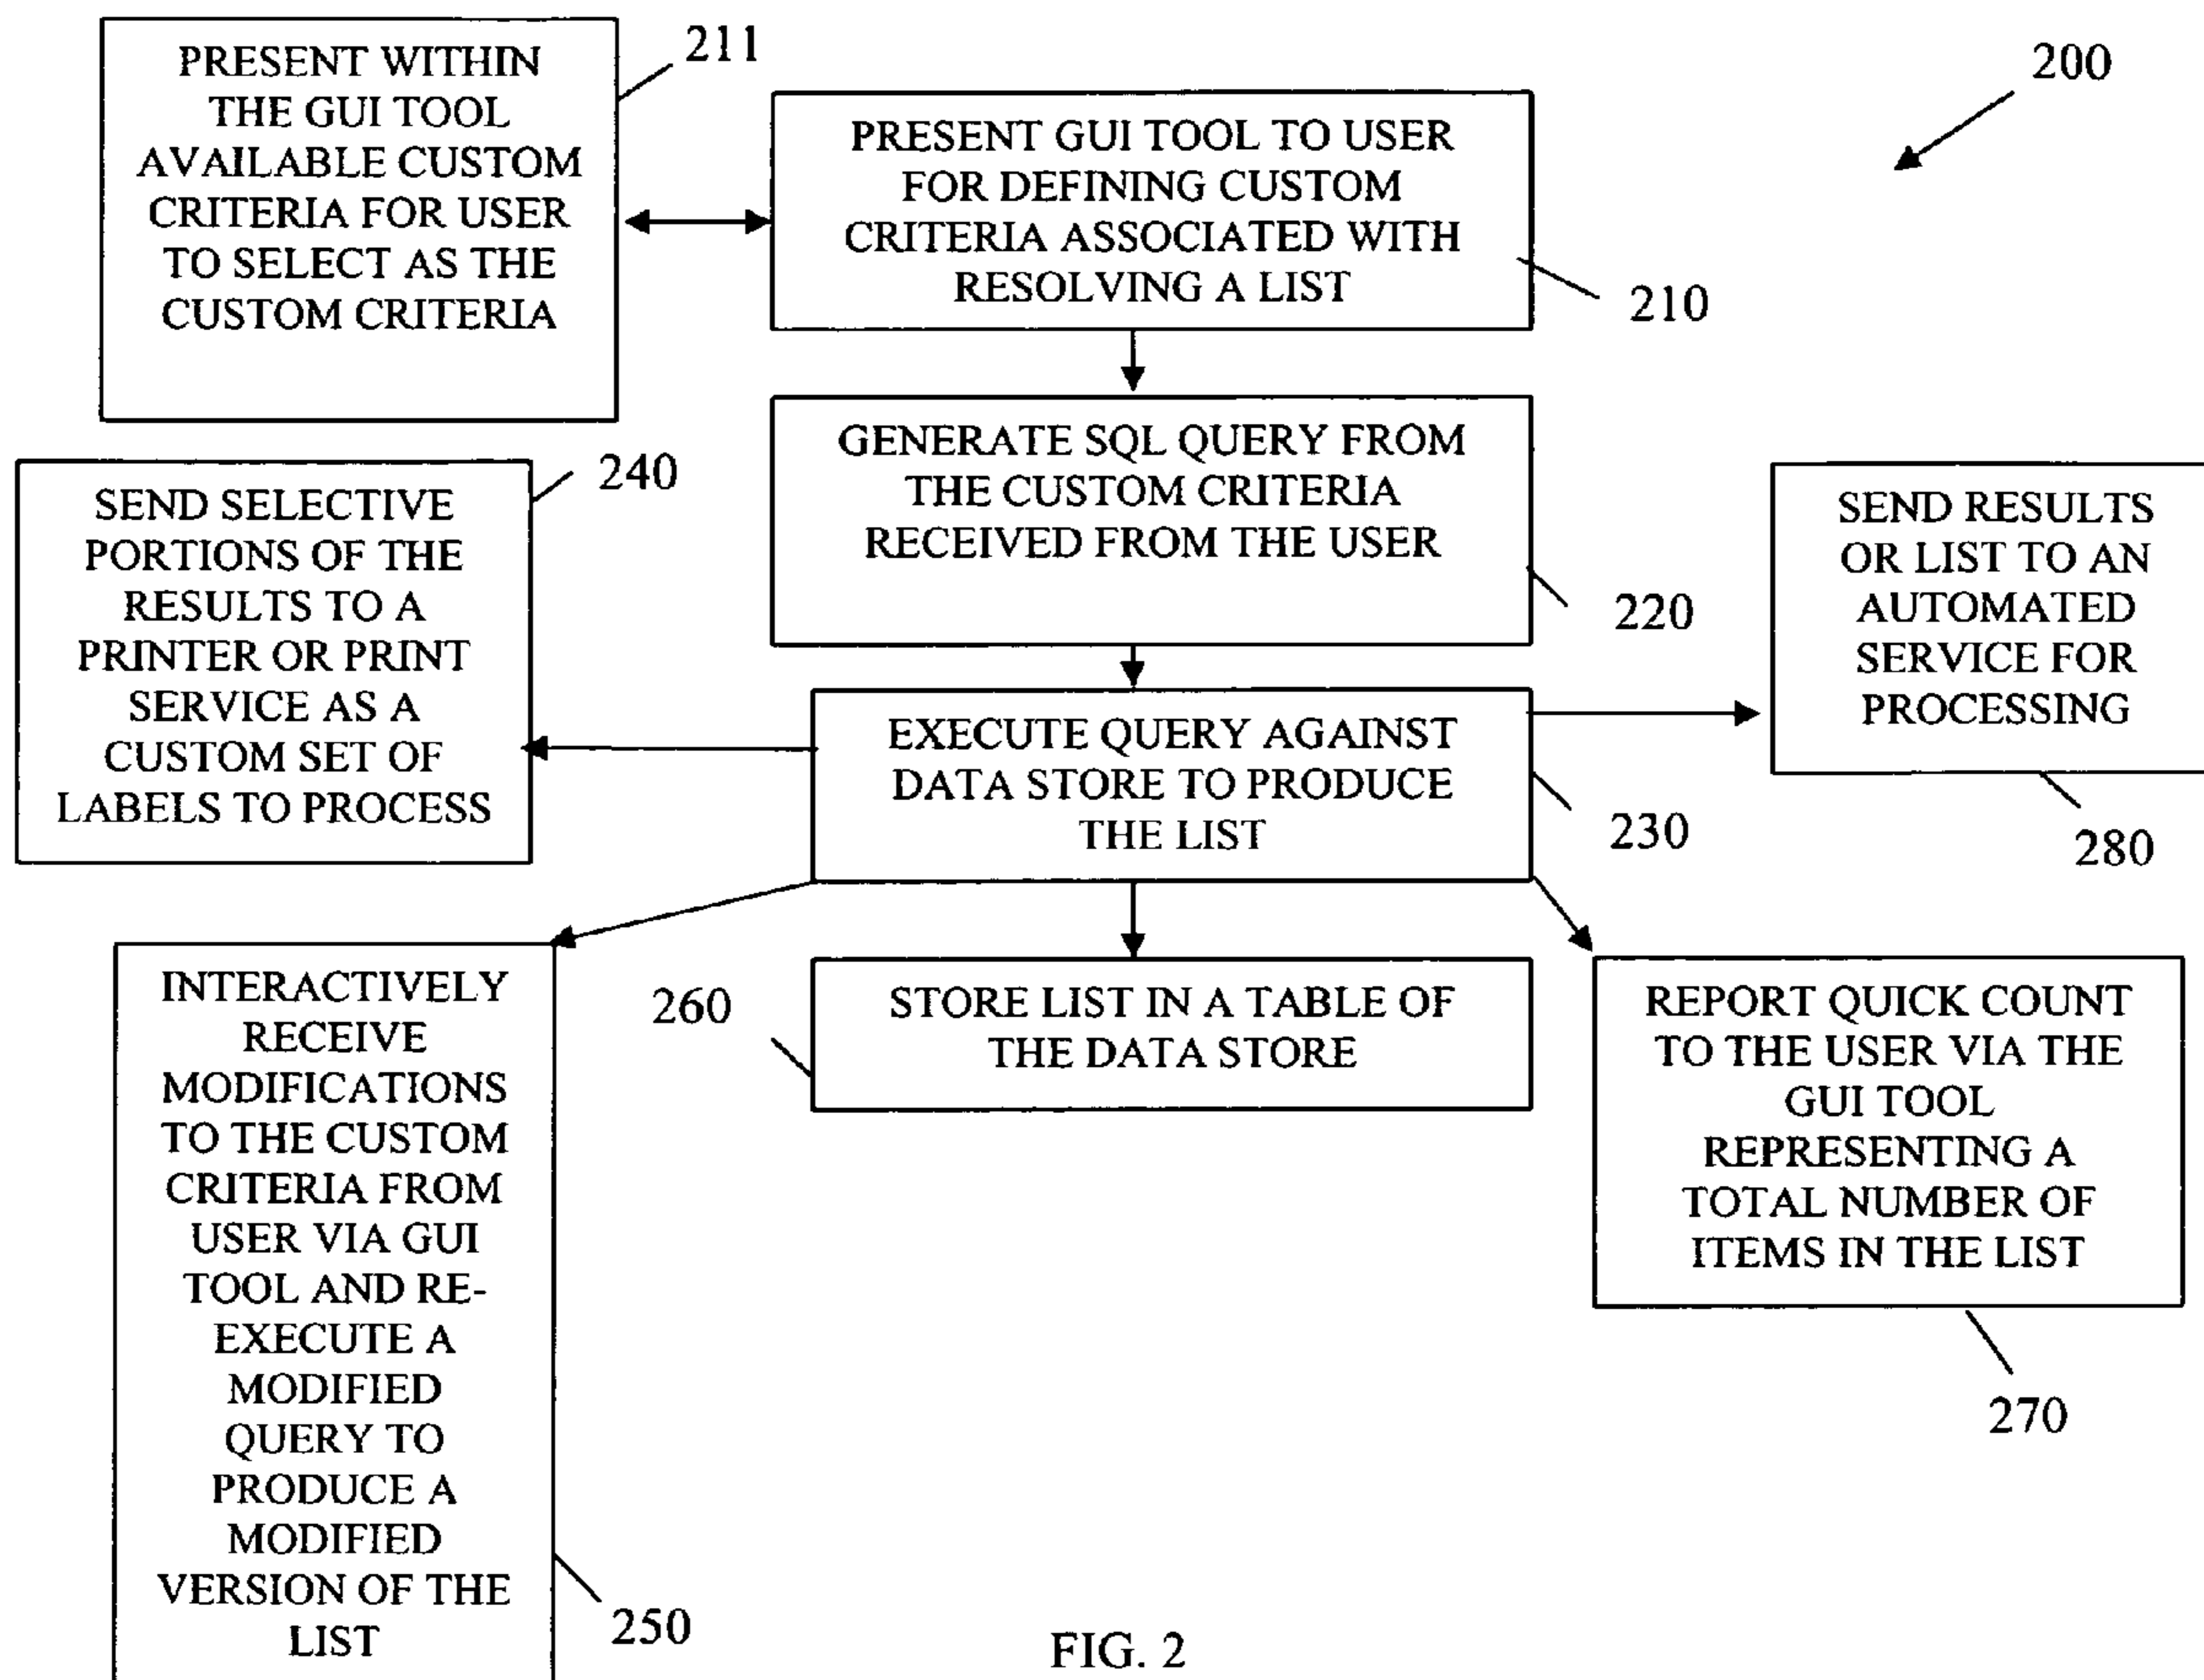 PRESENT WITHIN
THE GUI TOOL
AVAILABLE CUSTOM
CRITERIA FOR USER
TO SELECT AS THE
CUSTOM CRITERIA
211
200
PRESENT GUI TOOL TO USER
FOR DEFINING CUSTOM
CRITERIA ASSOCIATED WITH
RESOLVING A LIST
210
GENERATE SQL QUERY FROM
THE CUSTOM CRITERIA
RECEIVED FROM THE USER
220
SEND SELECTIVE
PORTIONS OF THE
RESULTS TO A
PRINTER OR PRINT
SERVICE AS A
CUSTOM SET OF
LABELS TO PROCESS
240
SEND RESULTS
OR LIST TO AN
AUTOMATED
SERVICE FOR
PROCESSING
280
EXECUTE QUERY AGAINST
DATA STORE TO PRODUCE
THE LIST
230
INTERACTIVELY
RECEIVE
MODIFICATIONS
TO THE CUSTOM
CRITERIA FROM
USER VIA GUI
TOOL AND RE-
EXECUTE A
MODIFIED
QUERY TO
PRODUCE A
MODIFIED
VERSION OF THE
LIST
250
260
STORE LIST IN A TABLE OF
THE DATA STORE
REPORT QUICK COUNT
TO THE USER VIA THE
GUI TOOL
REPRESENTING A
TOTAL NUMBER OF
ITEMS IN THE LIST
270
FIG. 2